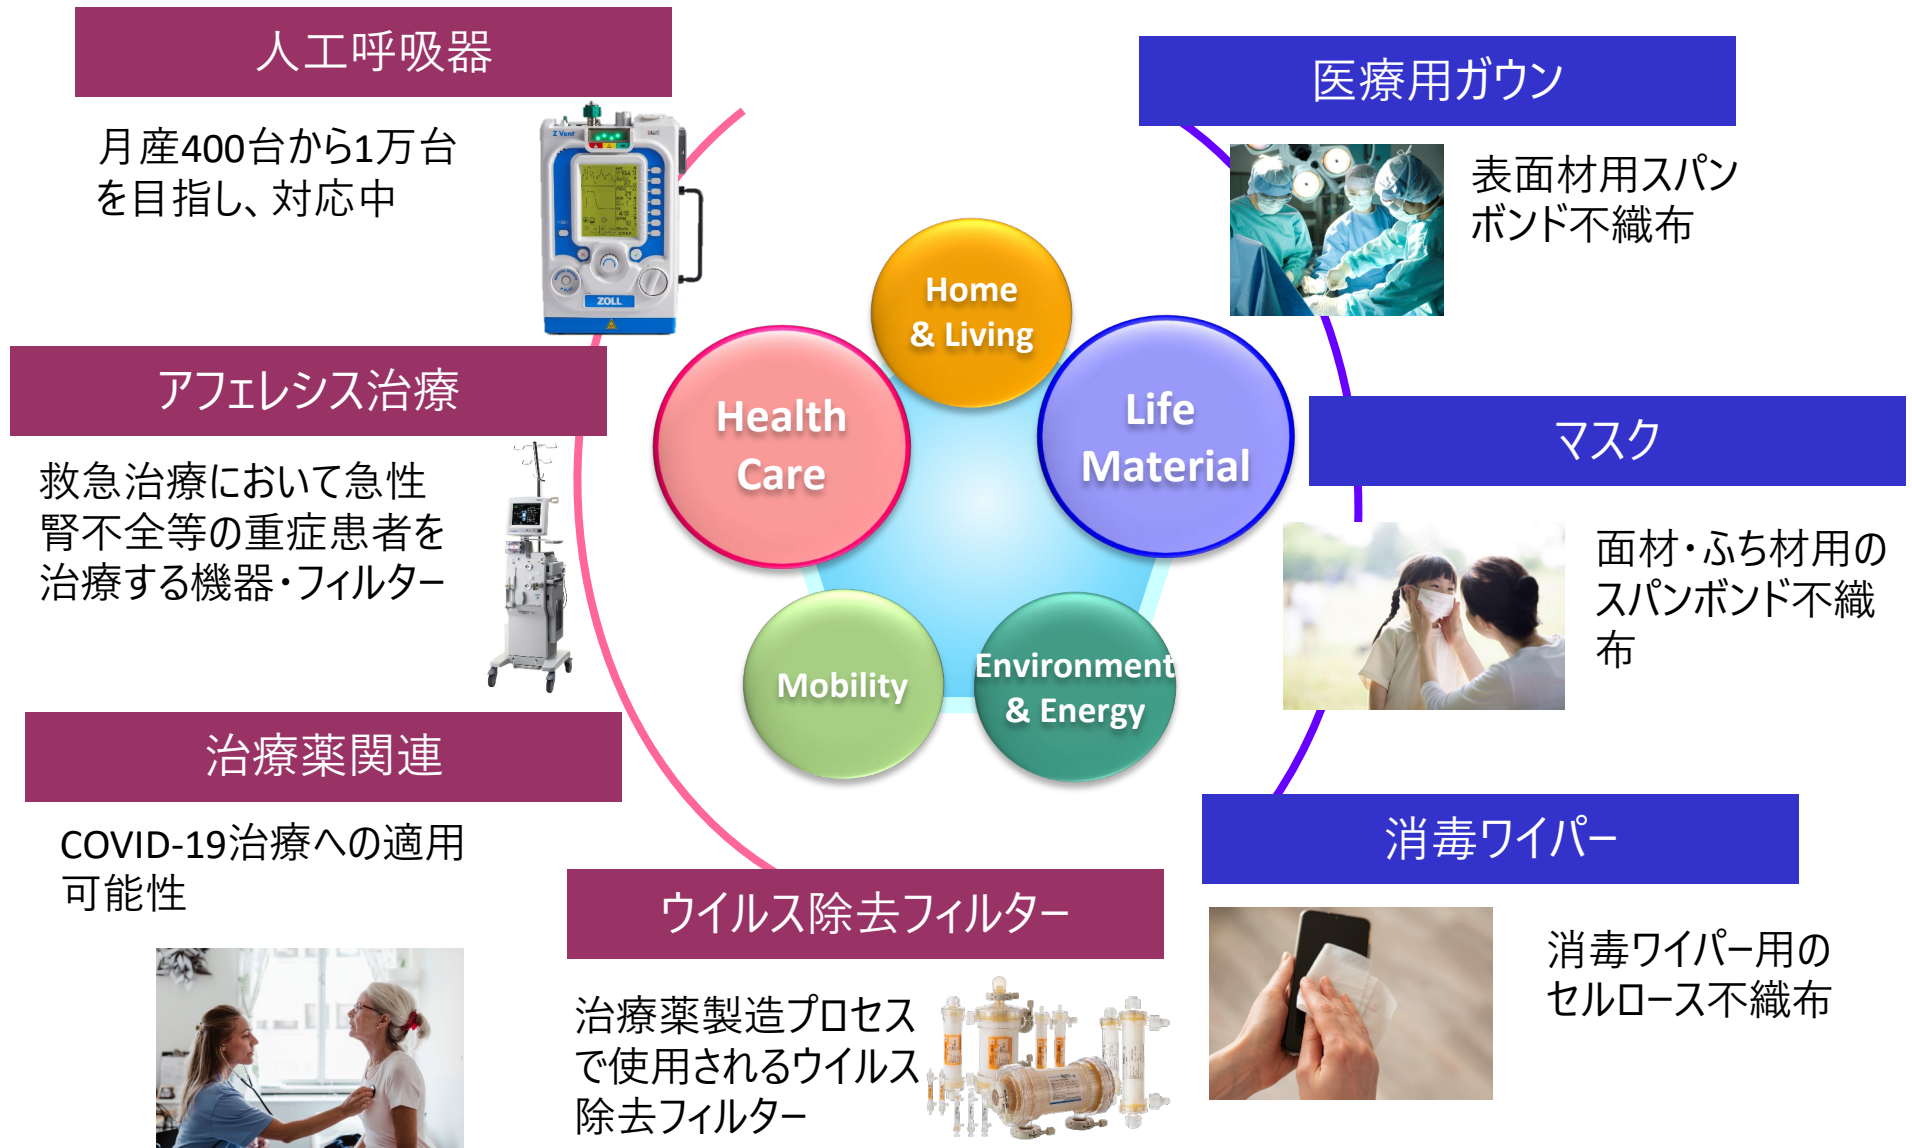 人工呼吸器
月産400台から1万台
を目指し、対応中
Z Vent
ZOLL
アフェレシス治療
救急治療において急性
腎不全等の重症患者を
治療する機器・フィルター
治療薬関連
COVID-19治療への適用
可能性
ウイルス除去フィルター
治療薬製造プロセス
で使用されるウイルス
除去フィルター
Home
& Living
Health
Care
Life
Material
Mobility
Environment
& Energy
医療用ガウン
表面材用スパン
ボンド不織布
マスク
面材・ふち材用の
スパンボンド不織
布
消毒ワイパー
消毒ワイパー用の
セルロース不織布